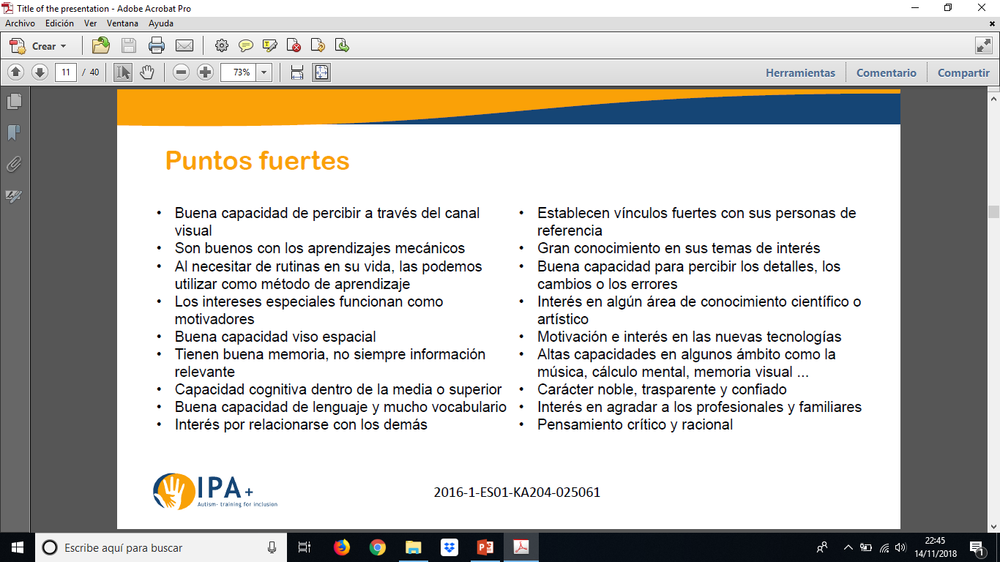 Title of the presentation - Adobe Acrobat Pro
Archivo Edición Ver Ventana Ayuda
Crear
11 / 40
73%
Herramientas Comentario Compartir
Puntos fuertes
• Buena capacidad de percibir a través del canal
visual
• Son buenos con los aprendizajes mecánicos
• Al necesitar de rutinas en su vida, las podemos
utilizar como método de aprendizaje
• Los intereses especiales funcionan como
motivadores
• Buena capacidad viso espacial
• Tienen buena memoria, no siempre información
relevante
• Capacidad cognitiva dentro de la media o superior
• Buena capacidad de lenguaje y mucho vocabulario
• Interés por relacionarse con los demás
• Establecen vínculos fuertes con sus personas de
referencia
• Gran conocimiento en sus temas de interés
• Buena capacidad para percibir los detalles, los
cambios o los errores
• Interés en algún área de conocimiento científico o
artístico
• Motivación e interés en las nuevas tecnologías
• Altas capacidades en algunos ámbito como la
música, cálculo mental, memoria visual ...
• Carácter noble, trasparente y confiado
• Interés en agradar a los profesionales y familiares
• Pensamiento crítico y racional
IPA+
Autism- training for inclusion
2016-1-ES01-KA204-025061
Escribe aquí para buscar
22:45
14/11/2018
1